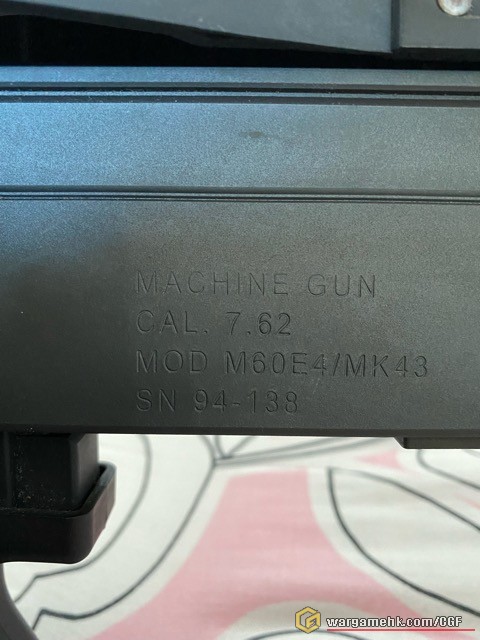 MACHINE GUN
CAL. 7.62
MOD M60E4/MK43
SN 94-138
wargamehk.com/CGF